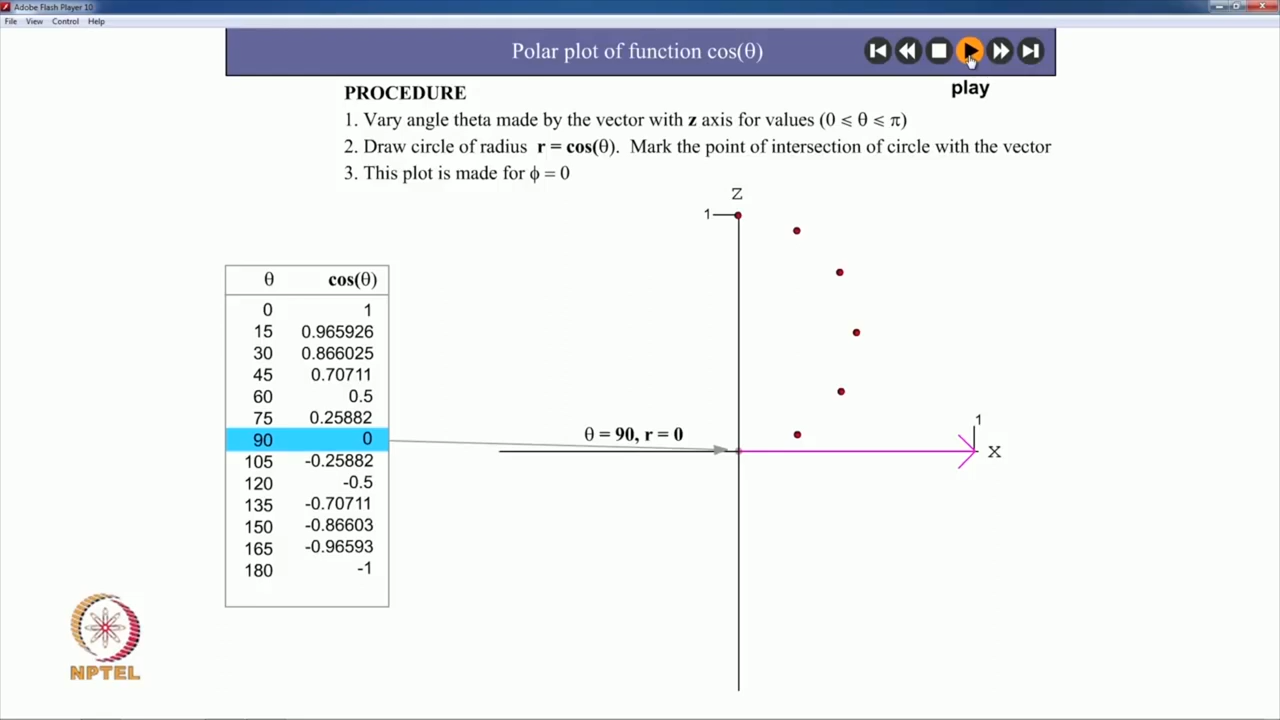 Adobe Flash Player 10
File View Control Help
Polar plot of function cos(θ)
play
PROCEDURE
1. Vary angle theta made by the vector with z axis for values (0 ⩽ θ ⩽ π)
2. Draw circle of radius r = cos(θ). Mark the point of intersection of circle with the vector
3. This plot is made for ϕ = 0
Z
1
θ cos(θ)
0 1
15 0.965926
30 0.866025
45 0.70711
60 0.5
75 0.25882
90 0
105 -0.25882
120 -0.5
135 -0.70711
150 -0.86603
165 -0.96593
180 -1
θ = 90, r = 0
1
X
NPTEL